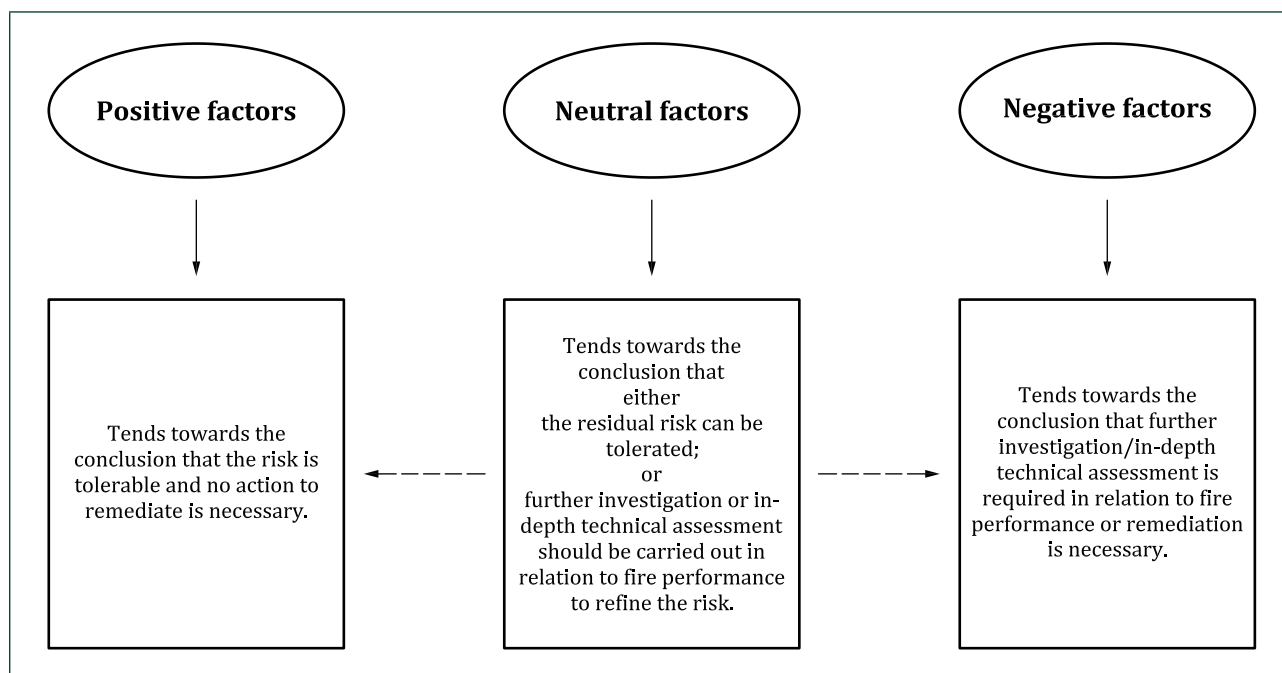 Positive factors
Neutral factors
Negative factors
Tends towards the
conclusion that the risk is
tolerable and no action to
remediate is necessary.
Tends towards the
conclusion that
either
the residual risk can be
tolerated;
or
further investigation or in-
depth technical assessment
should be carried out in
relation to fire performance
to refine the risk.
Tends towards the
conclusion that further
investigation/in-depth
technical assessment is
required in relation to fire
performance or remediation
is necessary.